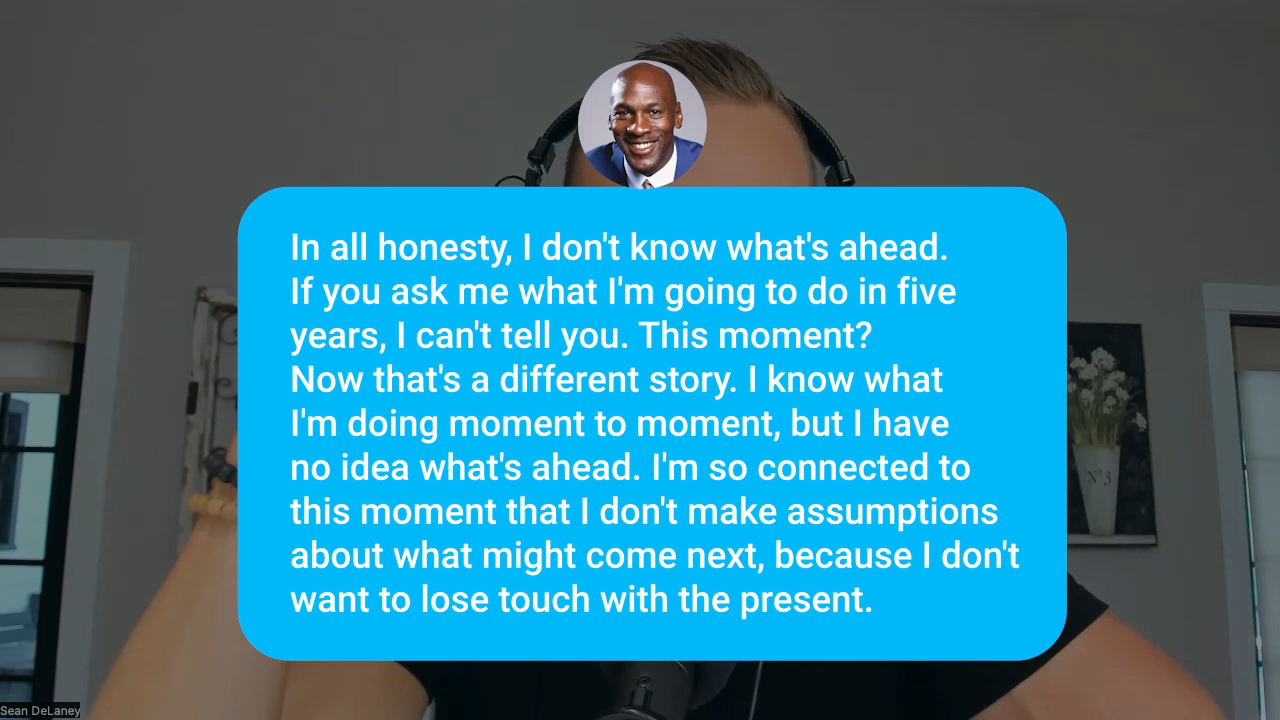 In all honesty, I don't know what's ahead.
If you ask me what I'm going to do in five
years, I can't tell you. This moment?
Now that's a different story. I know what
I'm doing moment to moment, but I have
no idea what's ahead. I'm so connected to
this moment that I don't make assumptions
about what might come next, because I don't
want to lose touch with the present.
Nº3
Sean DeLaney